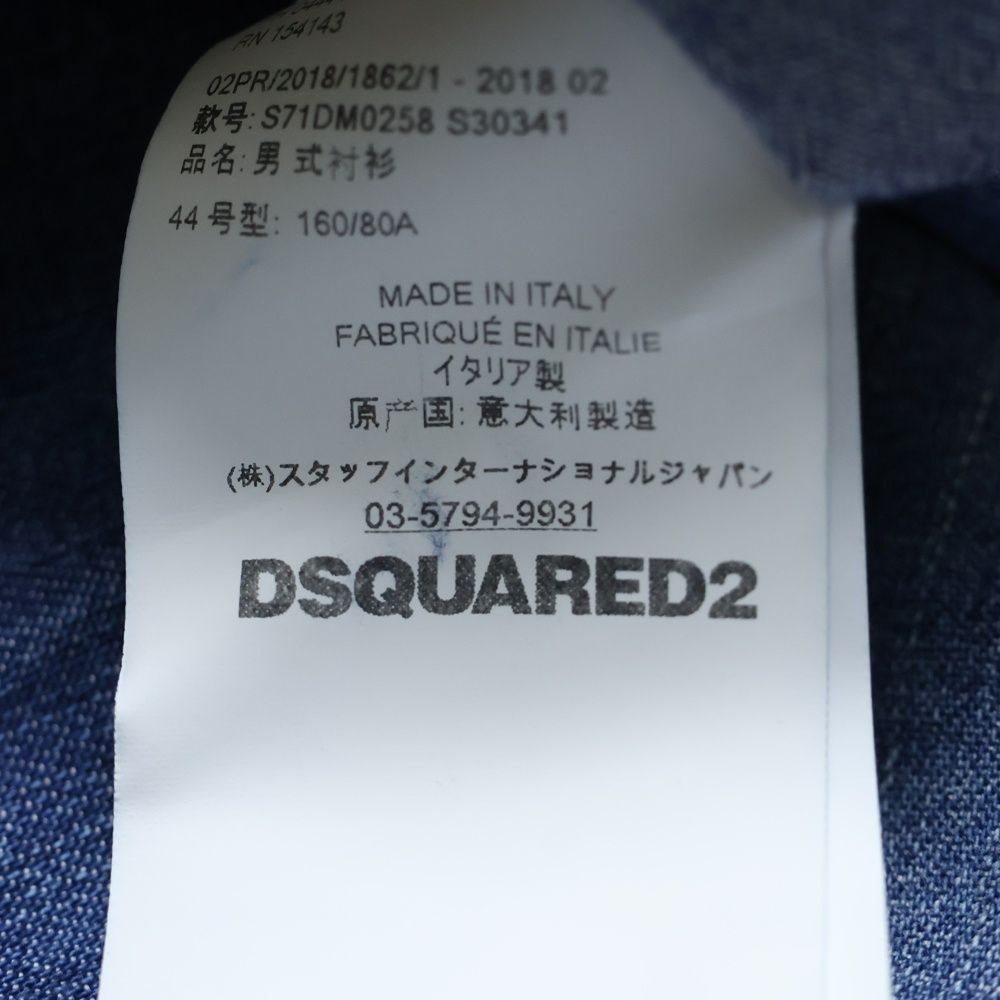 RN 154143
02PR/2018/1862/1 - 2018 02
款号: S71DM0258 S30341
品名: 男式衬衫
44 号型: 160/80A
MADE IN ITALY
FABRIQUÉ EN ITALIE
イタリア製
原产国: 意大利製造
(株)スタッフインターナショナルジャパン
03-5794-9931
DSQUARED2